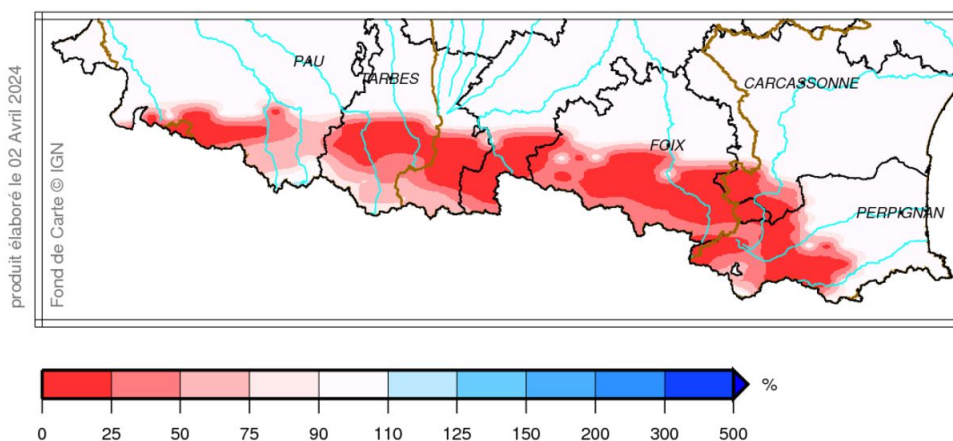 produit élaboré le 02 Avril 2024
Fond de Carte © IGN
PAU
TARBES
CARCASSONNE
FOIX
PERPIGNAN
%
0 25 50 75 90 110 125 150 200 300 500